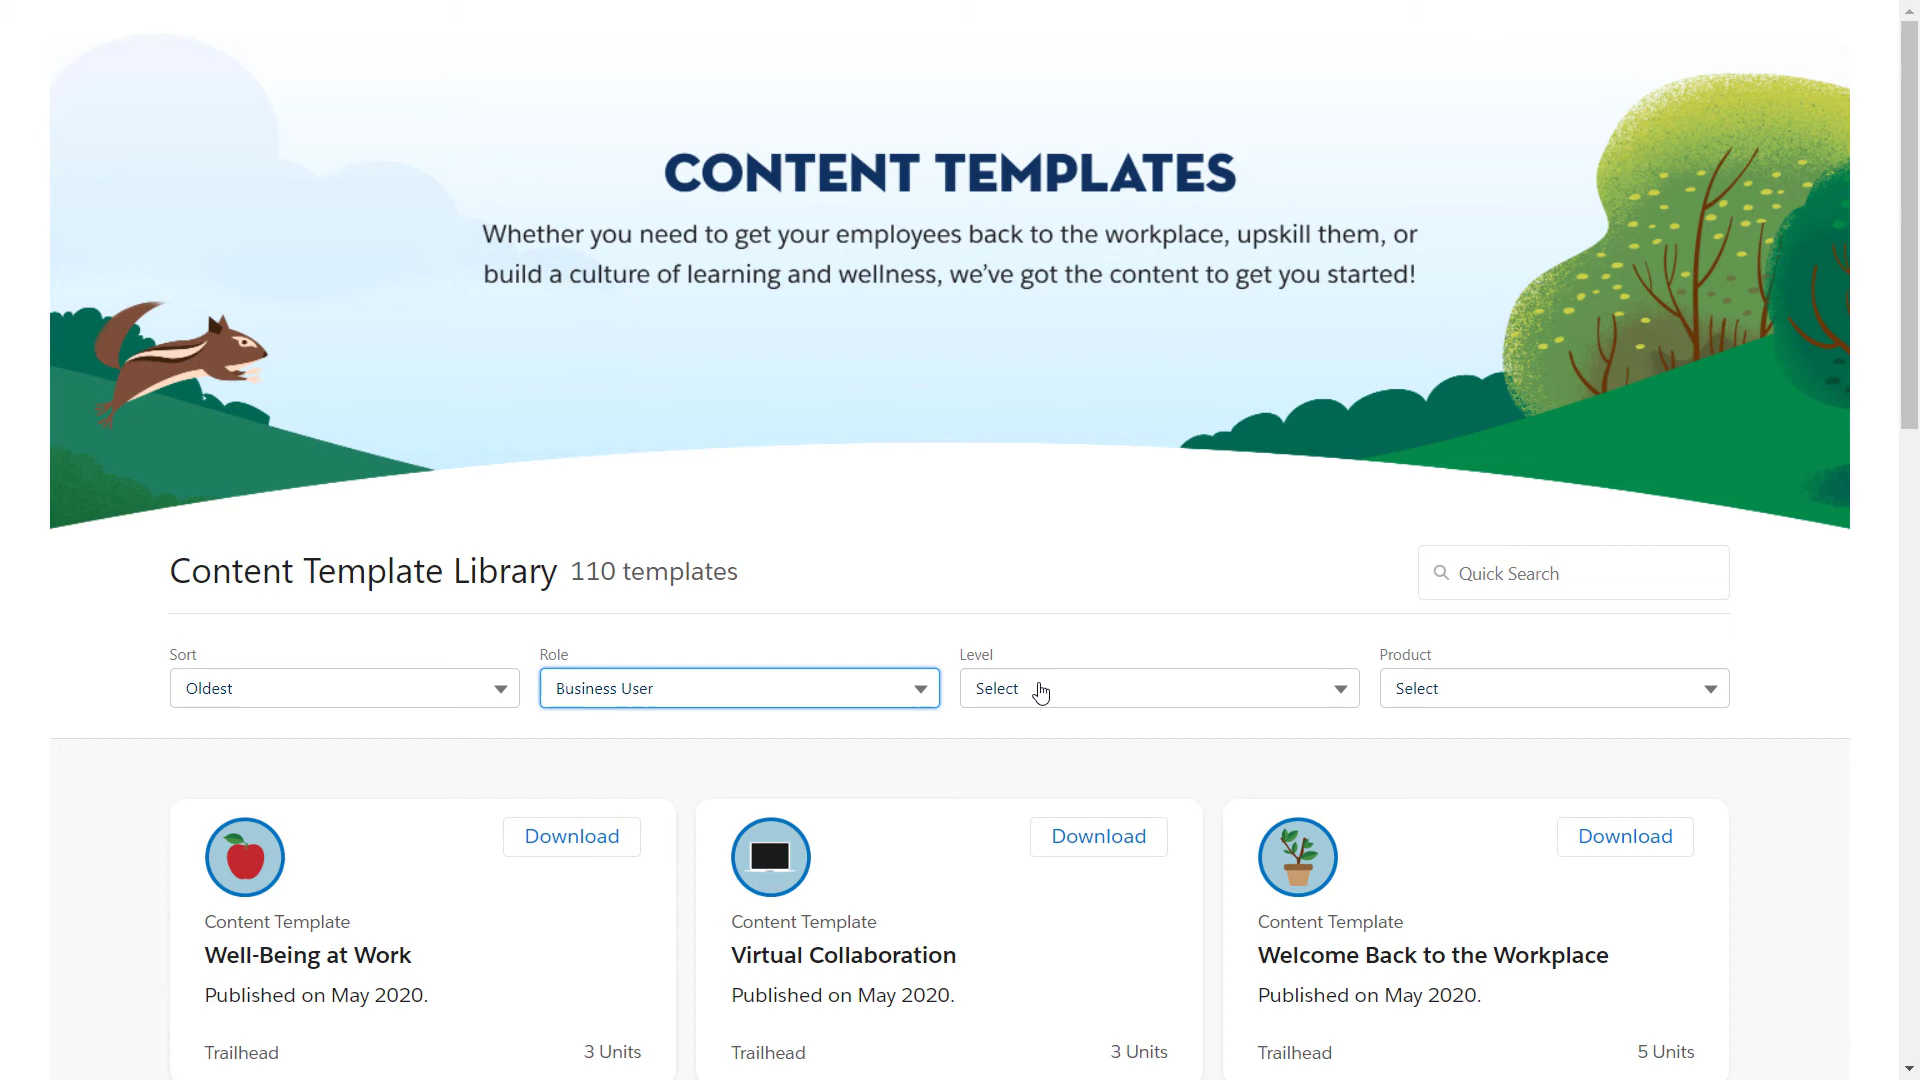 CONTENT TEMPLATES
Whether you need to get your employees back to the workplace, upskill them, or
build a culture of learning and wellness, we’ve got the content to get you started!
Content Template Library 110 templates
Quick Search
Sort Role Level Product
Oldest Business User Select Select
Download Download Download
Content Template Content Template Content Template
Well-Being at Work Virtual Collaboration Welcome Back to the Workplace
Published on May 2020. Published on May 2020. Published on May 2020.
Trailhead 3 Units Trailhead 3 Units Trailhead 5 Units